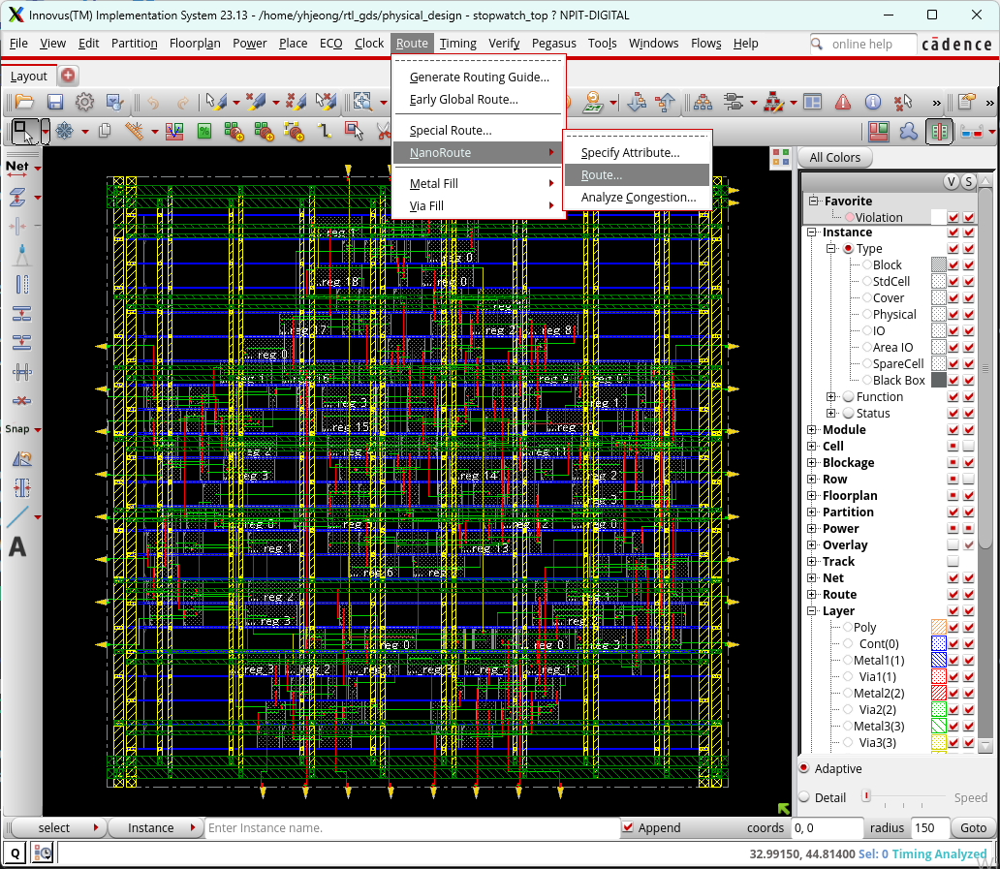 Innovus(TM) Implementation System 23.13 - /home/yhjeong/rtl_gds/physical_design - stopwatch_top ? NPIT-DIGITAL
File View Edit Partition Floorplan Power Place ECO Clock Route Timing Verify Pegasus Tools Windows Flows Help
online help
cādence
Layout
Generate Routing Guide...
Early Global Route...
Special Route...
NanoRoute
Metal Fill
Via Fill
Specify Attribute...
Route...
Analyze Congestion...
Net
Snap
A
...reg 1
...reg 0
...reg 18
...reg 0
...reg 17
...reg 2
... reg 8
... reg 0
...reg 3
...reg 15
...reg 1
...reg 9
...reg 0
...reg 2
...reg 11
...reg 3
...reg 14
...reg 2
...reg 3
...reg 0
... reg 1
...reg 13
...reg 6
...reg 2
...reg 2
...reg 1
...reg 3
...reg 0
...reg 0
...reg 3
...reg_3
...reg_2
...reg_1
...reg_3
...reg_2
...reg_1
All Colors
V S
Favorite
Violation
Instance
Type
Block
StdCell
Cover
Physical
IO
Area IO
SpareCell
Black Box
Function
Status
Module
Cell
Blockage
Row
Floorplan
Partition
Power
Overlay
Track
Net
Route
Layer
Poly
Cont(0)
Metal1(1)
Via1(1)
Metal2(2)
Via2(2)
Metal3(3)
Via3(3)
Adaptive
Detail
Speed
select
Instance
Enter Instance name.
Append
coords
0, 0
radius
150
Goto
Q
32.99150, 44.81400 Sel: 0 Timing Analyzed